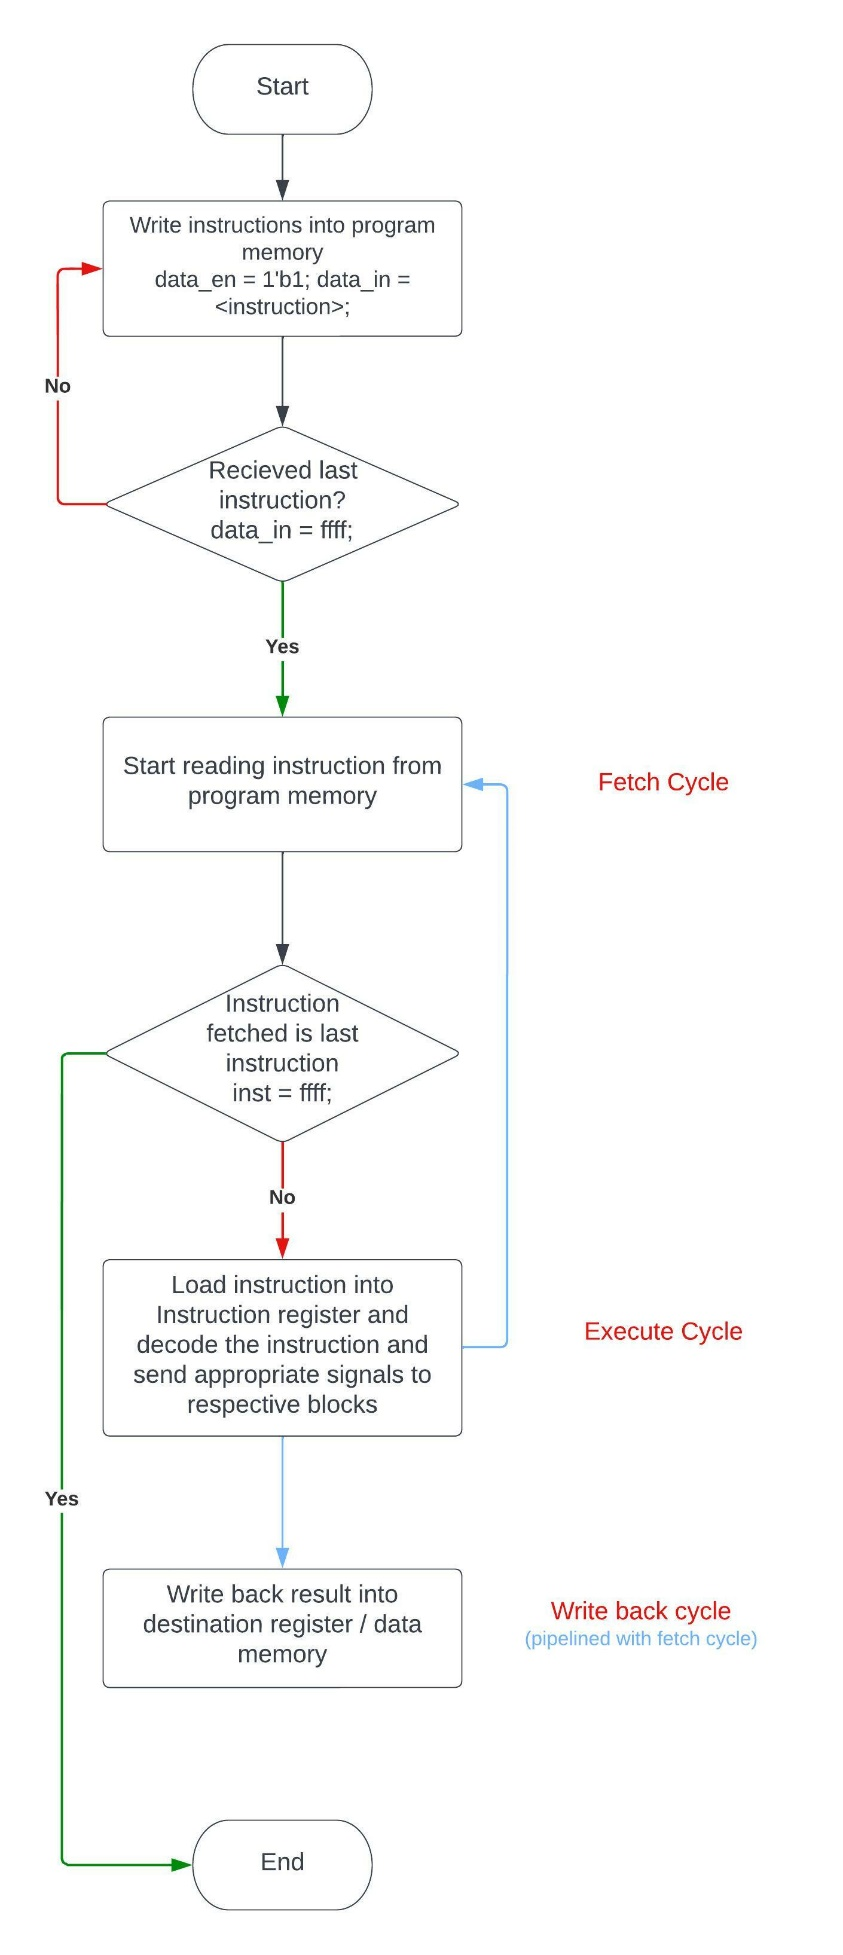 Start
Write instructions into program
memory
data_en = 1'b1; data_in =
<instruction>;
No
Recieved last
instruction?
data_in = ffff;
Yes
Start reading instruction from
program memory
Fetch Cycle
Instruction
fetched is last
instruction
inst = ffff;
No
Load instruction into
Instruction register and
decode the instruction and
send appropriate signals to
respective blocks
Execute Cycle
Yes
Write back result into
destination register / data
memory
Write back cycle
(pipelined with fetch cycle)
End